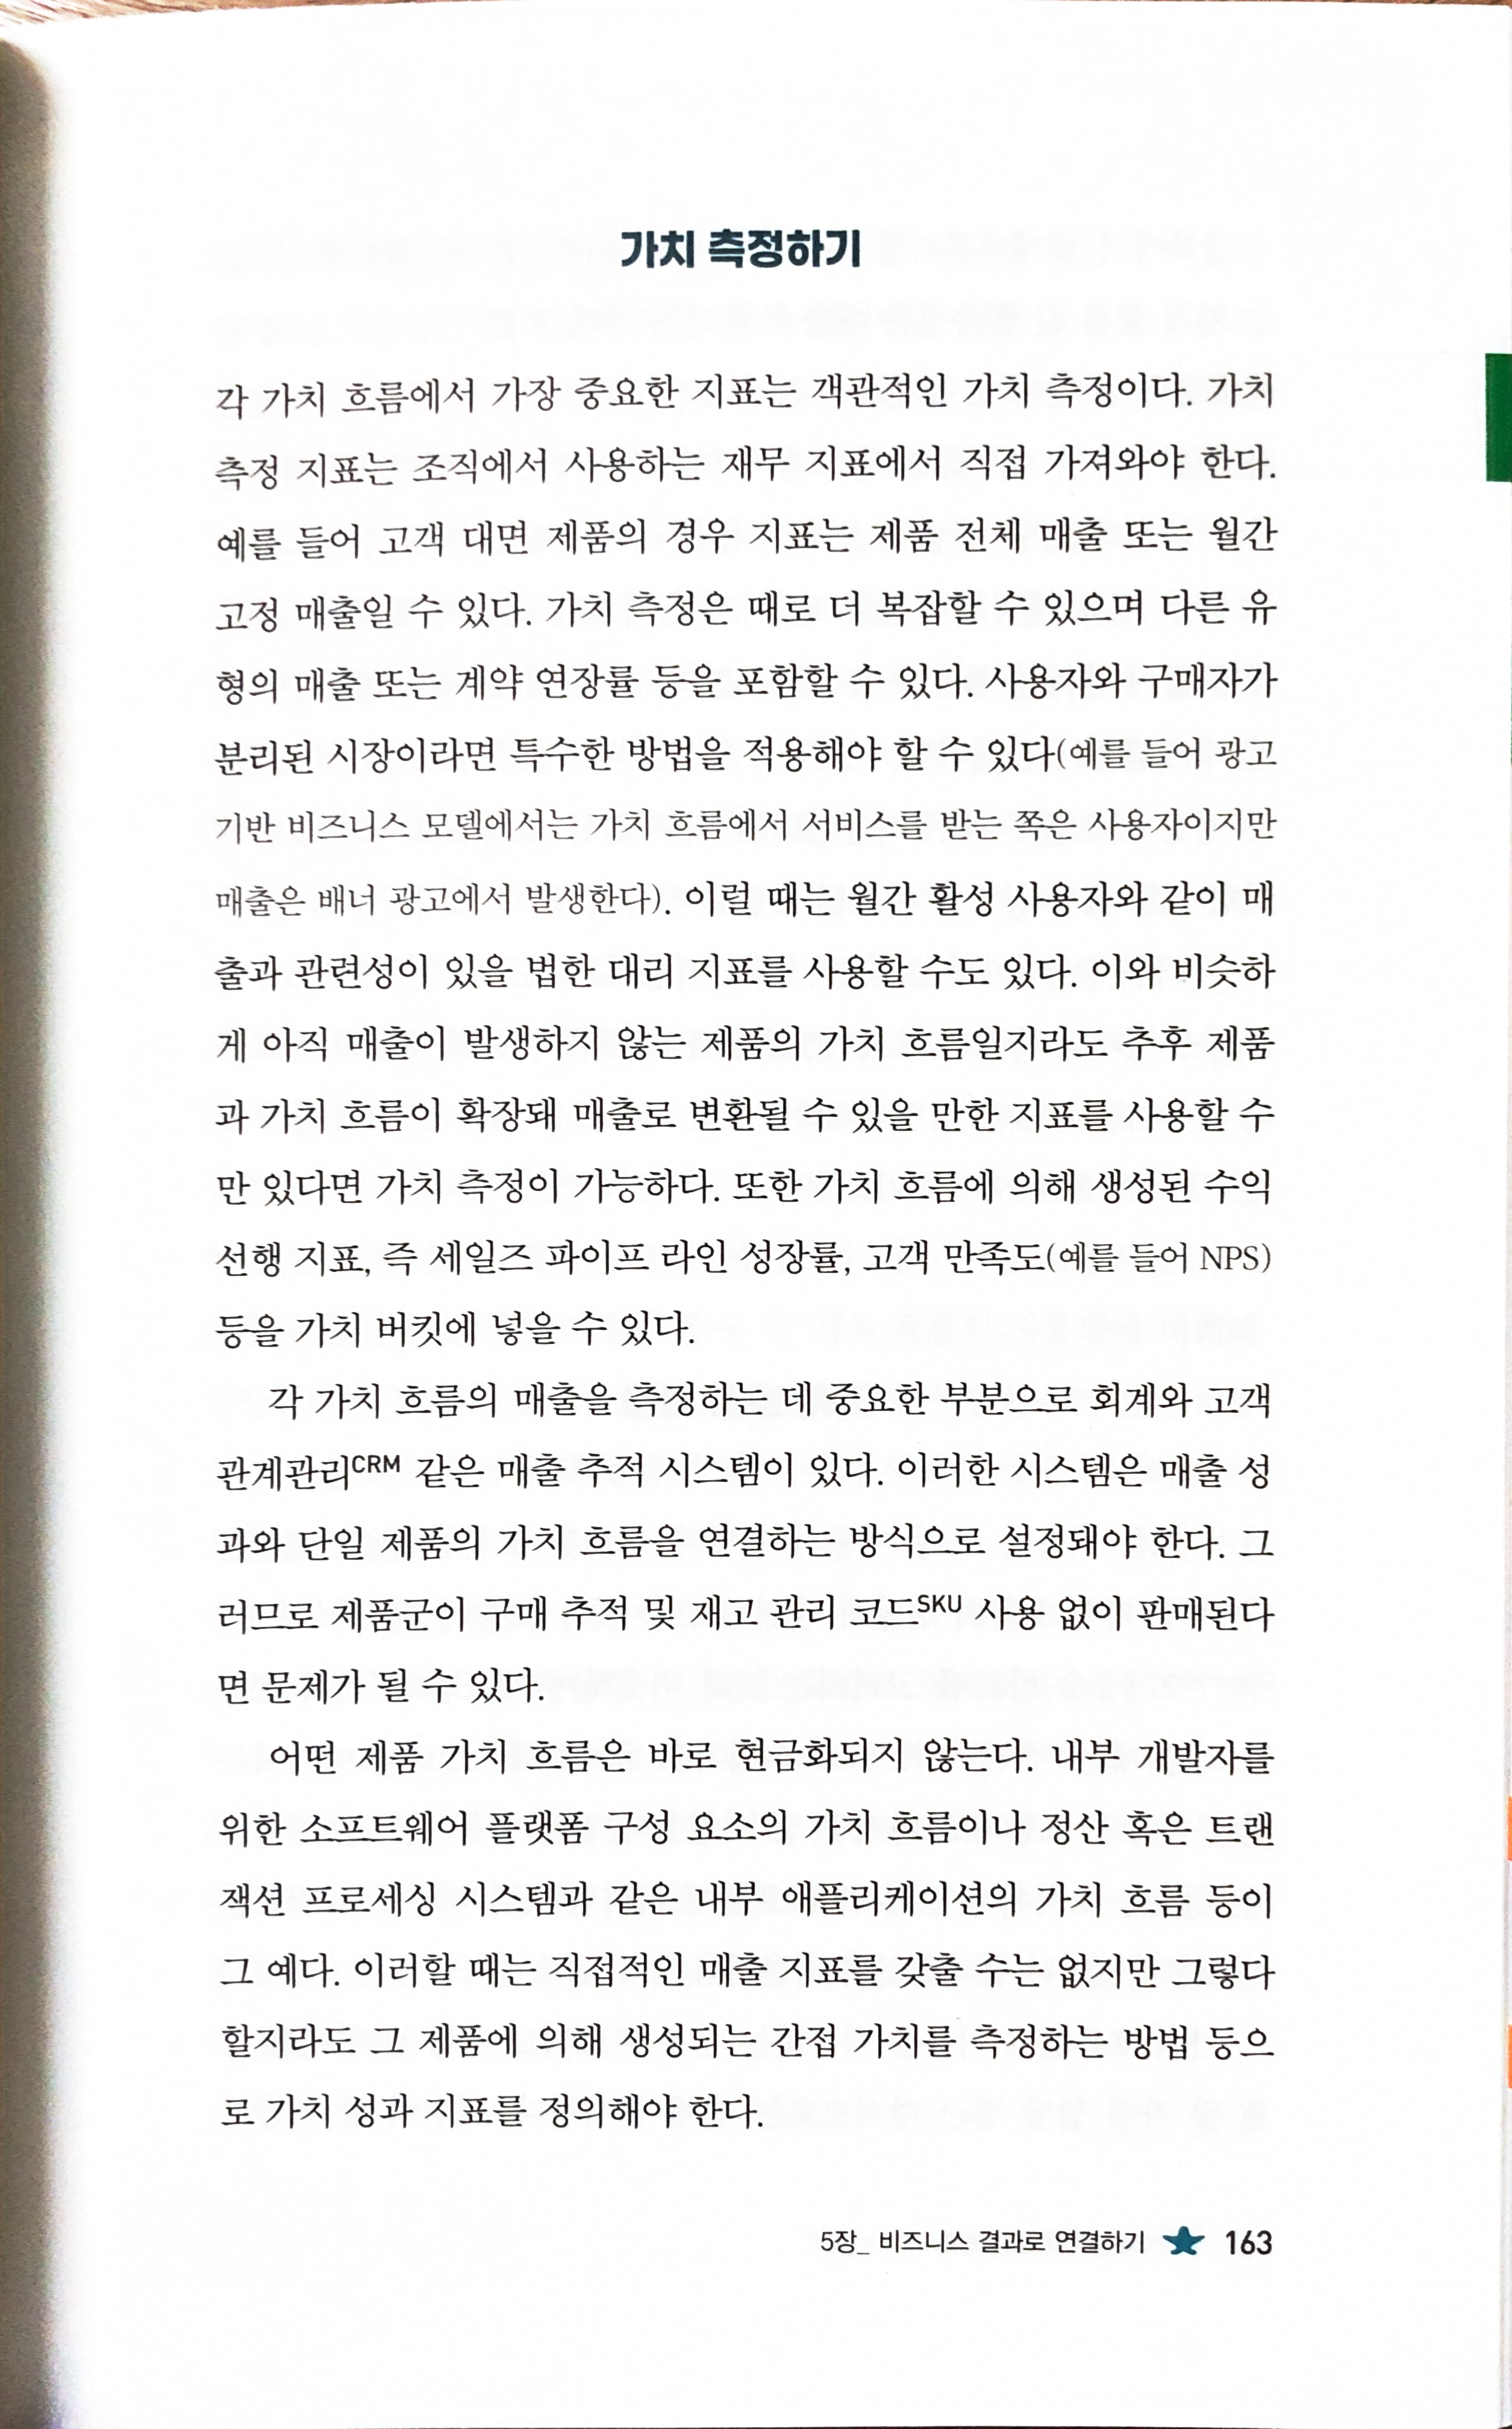 가치 측정하기
각 가치 흐름에서 가장 중요한 지표는 객관적인 가치 측정이다. 가치
측정 지표는 조직에서 사용하는 재무 지표에서 직접 가져와야 한다.
예를 들어 고객 대면 제품의 경우 지표는 제품 전체 매출 또는 월간
고정 매출일 수 있다. 가치 측정은 때로 더 복잡할 수 있으며 다른 유
형의 매출 또는 계약 연장률 등을 포함할 수 있다. 사용자와 구매자가
분리된 시장이라면 특수한 방법을 적용해야 할 수 있다(예를 들어 광고
기반 비즈니스 모델에서는 가치 흐름에서 서비스를 받는 쪽은 사용자이지만
매출은 배너 광고에서 발생한다). 이럴 때는 월간 활성 사용자와 같이 매
출과 관련성이 있을 법한 대리 지표를 사용할 수도 있다. 이와 비슷하
게 아직 매출이 발생하지 않는 제품의 가치 흐름일지라도 추후 제품
과 가치 흐름이 확장돼 매출로 변환될 수 있을 만한 지표를 사용할 수
만 있다면 가치 측정이 가능하다. 또한 가치 흐름에 의해 생성된 수익
선행 지표, 즉 세일즈 파이프 라인 성장률, 고객 만족도(예를 들어 NPS)
등을 가치 버킷에 넣을 수 있다.
각 가치 흐름의 매출을 측정하는 데 중요한 부분으로 회계와 고객
관계관리CRM 같은 매출 추적 시스템이 있다. 이러한 시스템은 매출 성
과와 단일 제품의 가치 흐름을 연결하는 방식으로 설정돼야 한다. 그
러므로 제품군이 구매 추적 및 재고 관리 코드SKU 사용 없이 판매된다
면 문제가 될 수 있다.
어떤 제품 가치 흐름은 바로 현금화되지 않는다. 내부 개발자를
위한 소프트웨어 플랫폼 구성 요소의 가치 흐름이나 정산 혹은 트랜
잭션 프로세싱 시스템과 같은 내부 애플리케이션의 가치 흐름 등이
그 예다. 이러할 때는 직접적인 매출 지표를 갖출 수는 없지만 그렇다
할지라도 그 제품에 의해 생성되는 간접 가치를 측정하는 방법 등으
로 가치 성과 지표를 정의해야 한다.
5장_ 비즈니스 결과로 연결하기 163